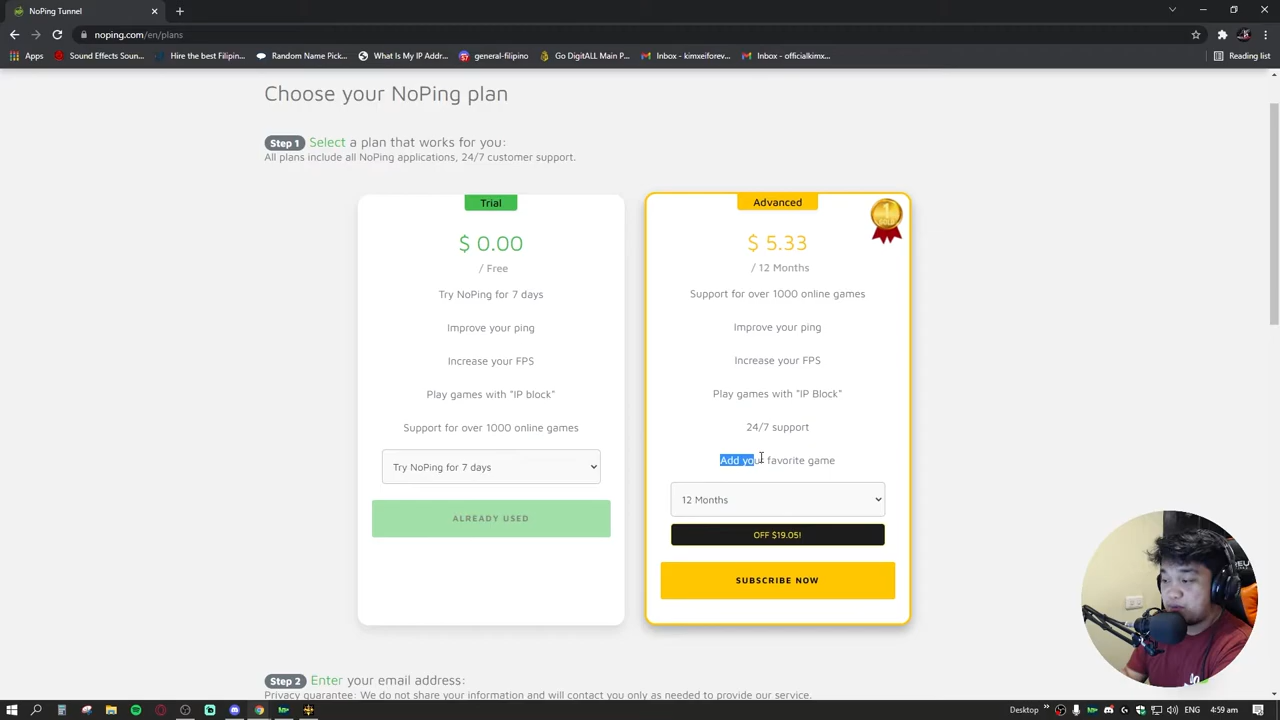 NoPing Tunnel
noping.com/en/plans
Apps
Sound Effects Soun...
Hire the best Filipin...
Random Name Pick...
What Is My IP Addr...
general-filipino
Go DigitALL Main P...
Inbox - kimxeiforev...
Inbox - officialkimx...
Reading list
Choose your NoPing plan
Step 1 Select a plan that works for you:
All plans include all NoPing applications, 24/7 customer support.
Trial
$ 0.00
/ Free
Try NoPing for 7 days
Improve your ping
Increase your FPS
Play games with "IP block"
Support for over 1000 online games
Try NoPing for 7 days
ALREADY USED
Advanced
1
$ 5.33
/ 12 Months
Support for over 1000 online games
Improve your ping
Increase your FPS
Play games with "IP Block"
24/7 support
Add your favorite game
12 Months
OFF $19.05!
SUBSCRIBE NOW
Step 2 Enter your email address:
Privacy guarantee: We do not share your information and will contact you only as needed to provide our service.
Desktop
ENG
4:59 am